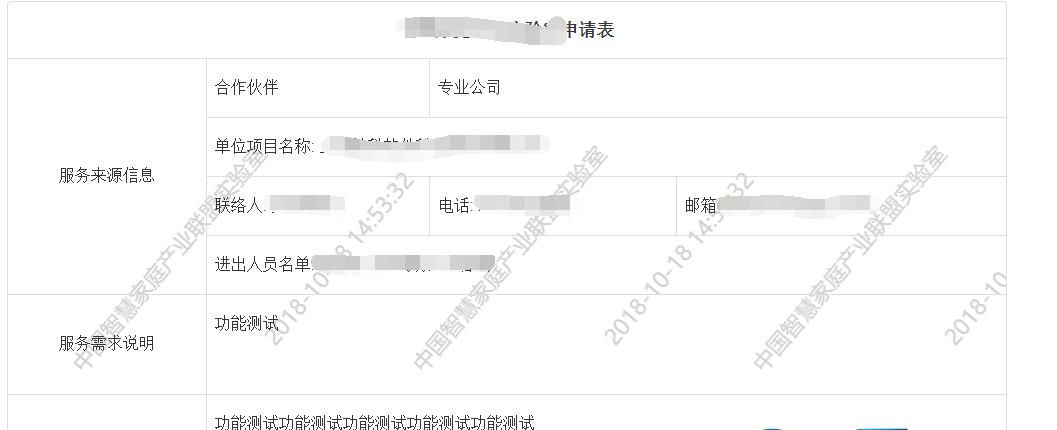 申请表
合作伙伴 专业公司
单位项目名称:
服务来源信息
联络人: 电话: 邮箱
进出人员名单:
服务需求说明
功能测试
功能测试功能测试功能测试功能测试功能测试
中国智慧家庭产业联盟实验室
2018-10-18 14:53:32
中国智慧家庭产业联盟实验室
2018-10-18 14:53:32
中国智慧家庭产业联盟实验室
2018-10